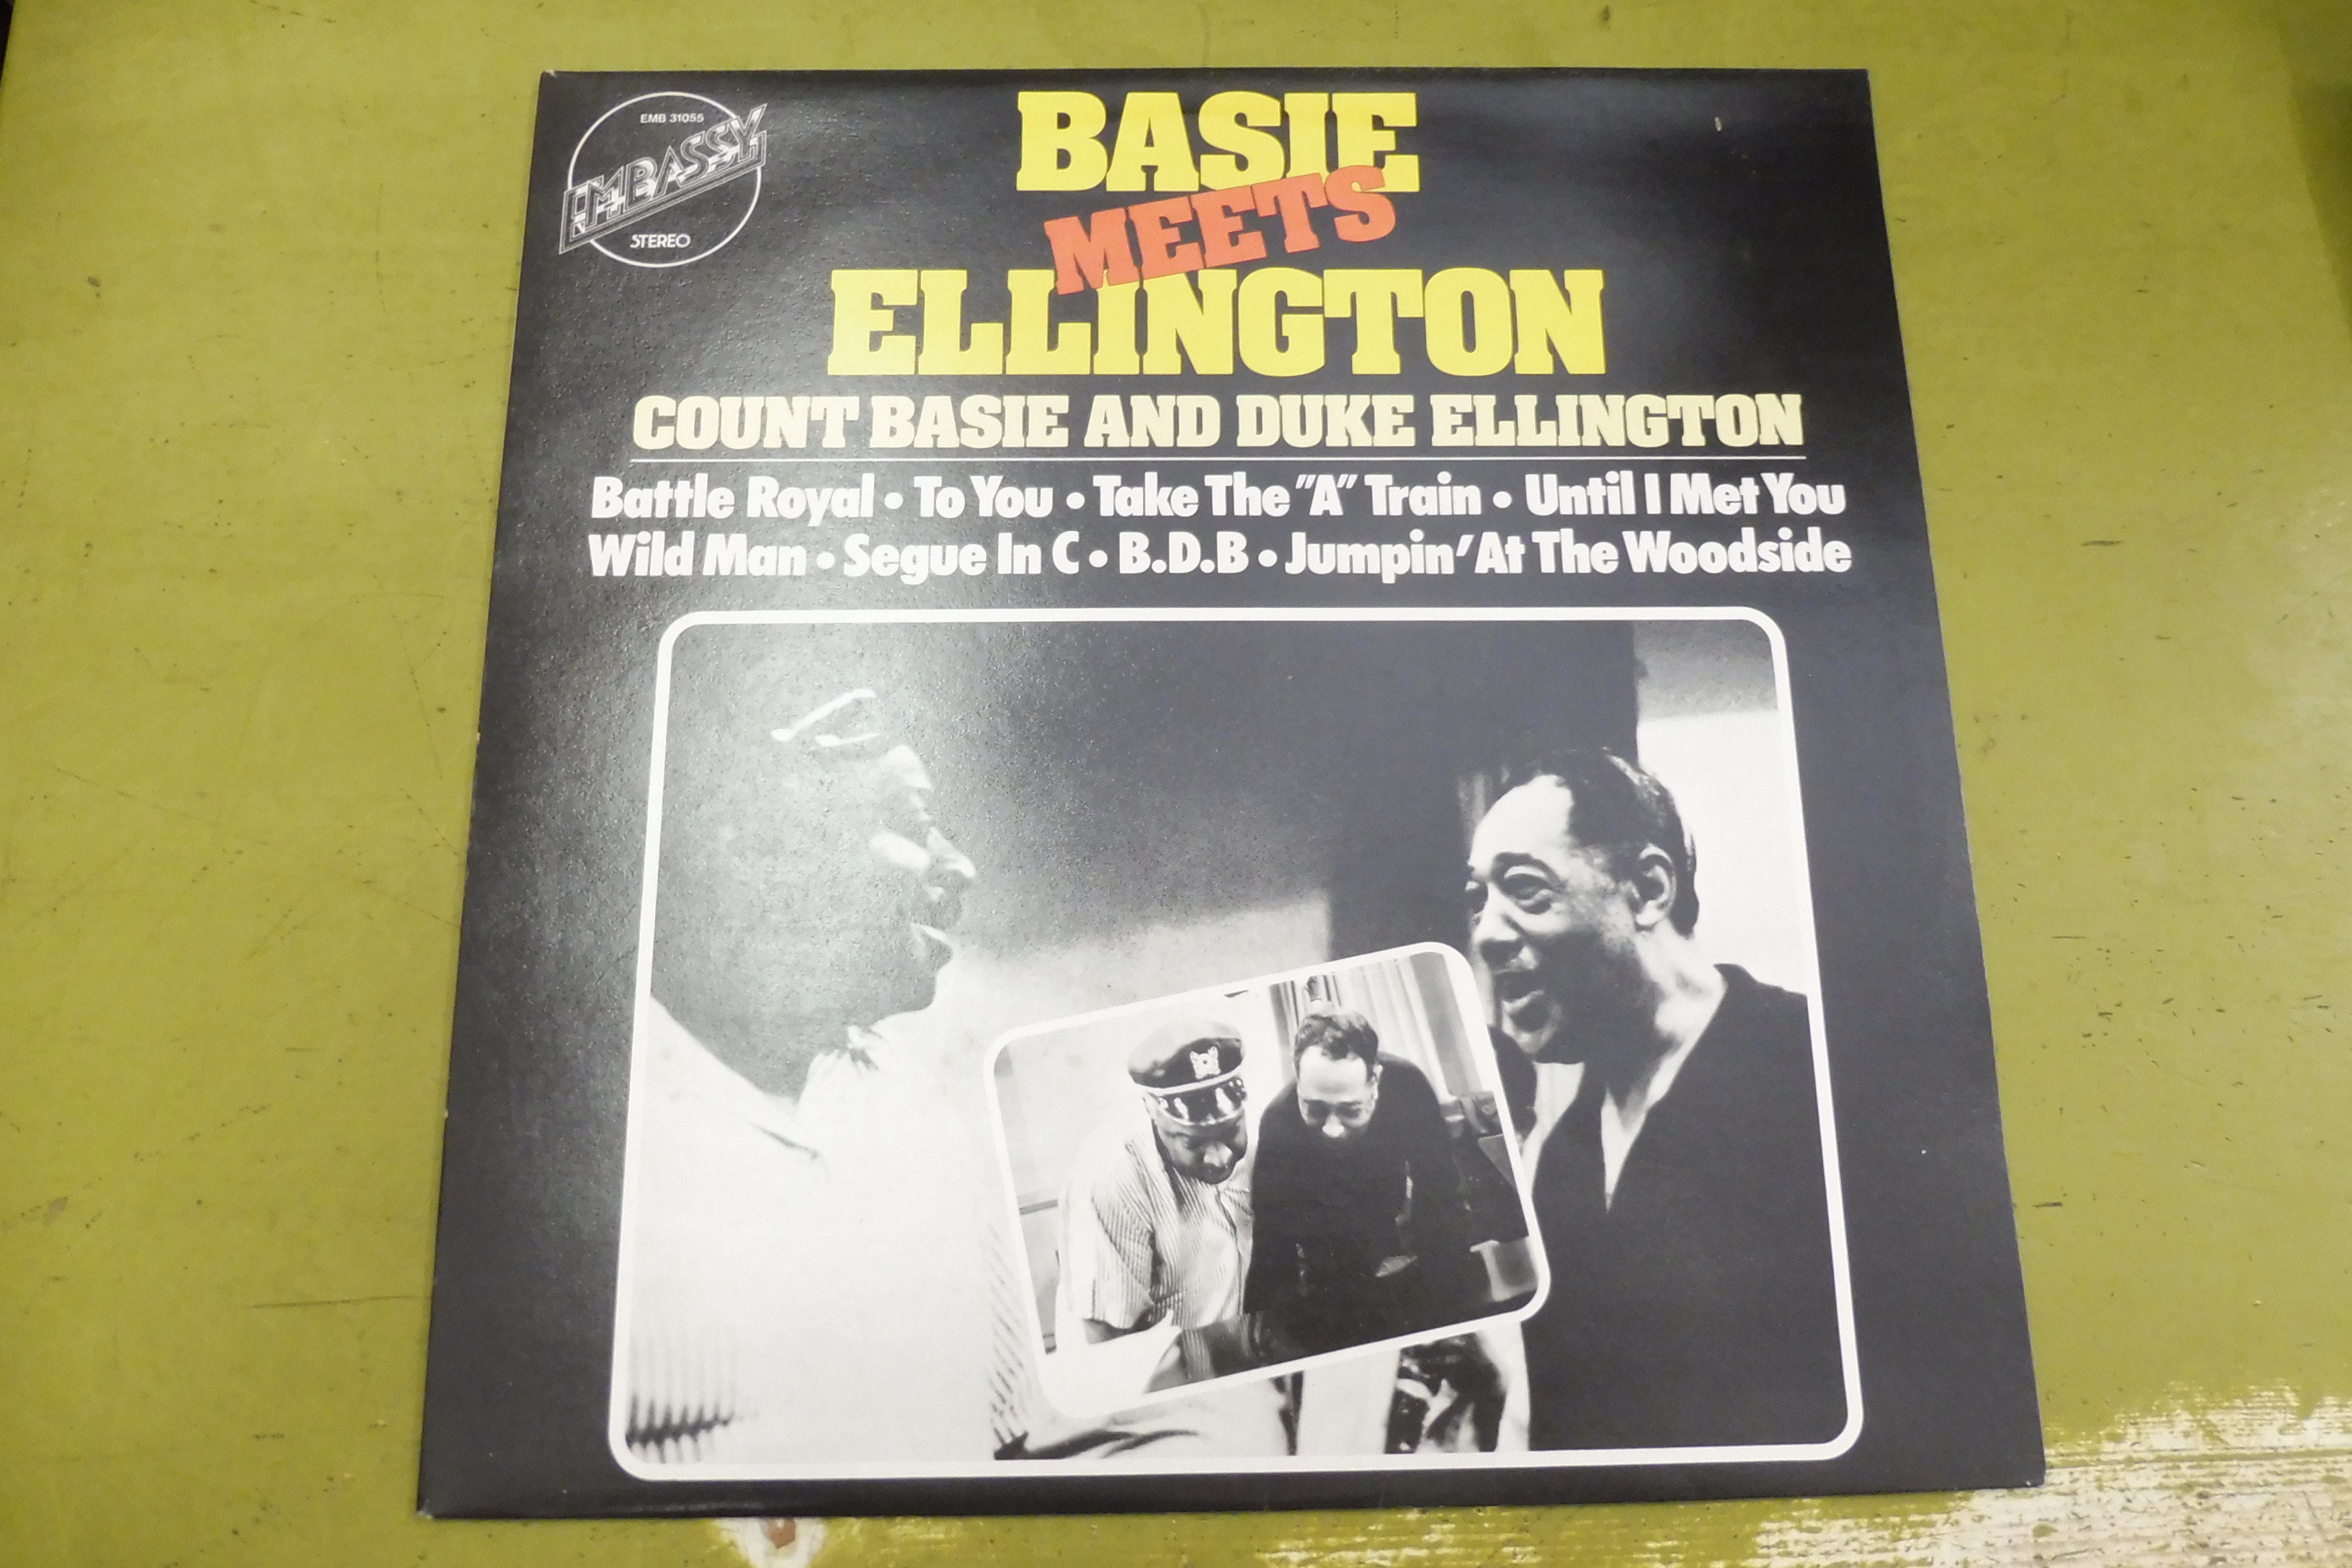 EMB 31055
EMBASSY
STEREO
BASIE
MEETS
ELLINGTON
COUNT BASIE AND DUKE ELLINGTON
Battle Royal • To You • Take The "A" Train • Until I Met You
Wild Man • Segue In C • B.D.B • Jumpin' At The Woodside